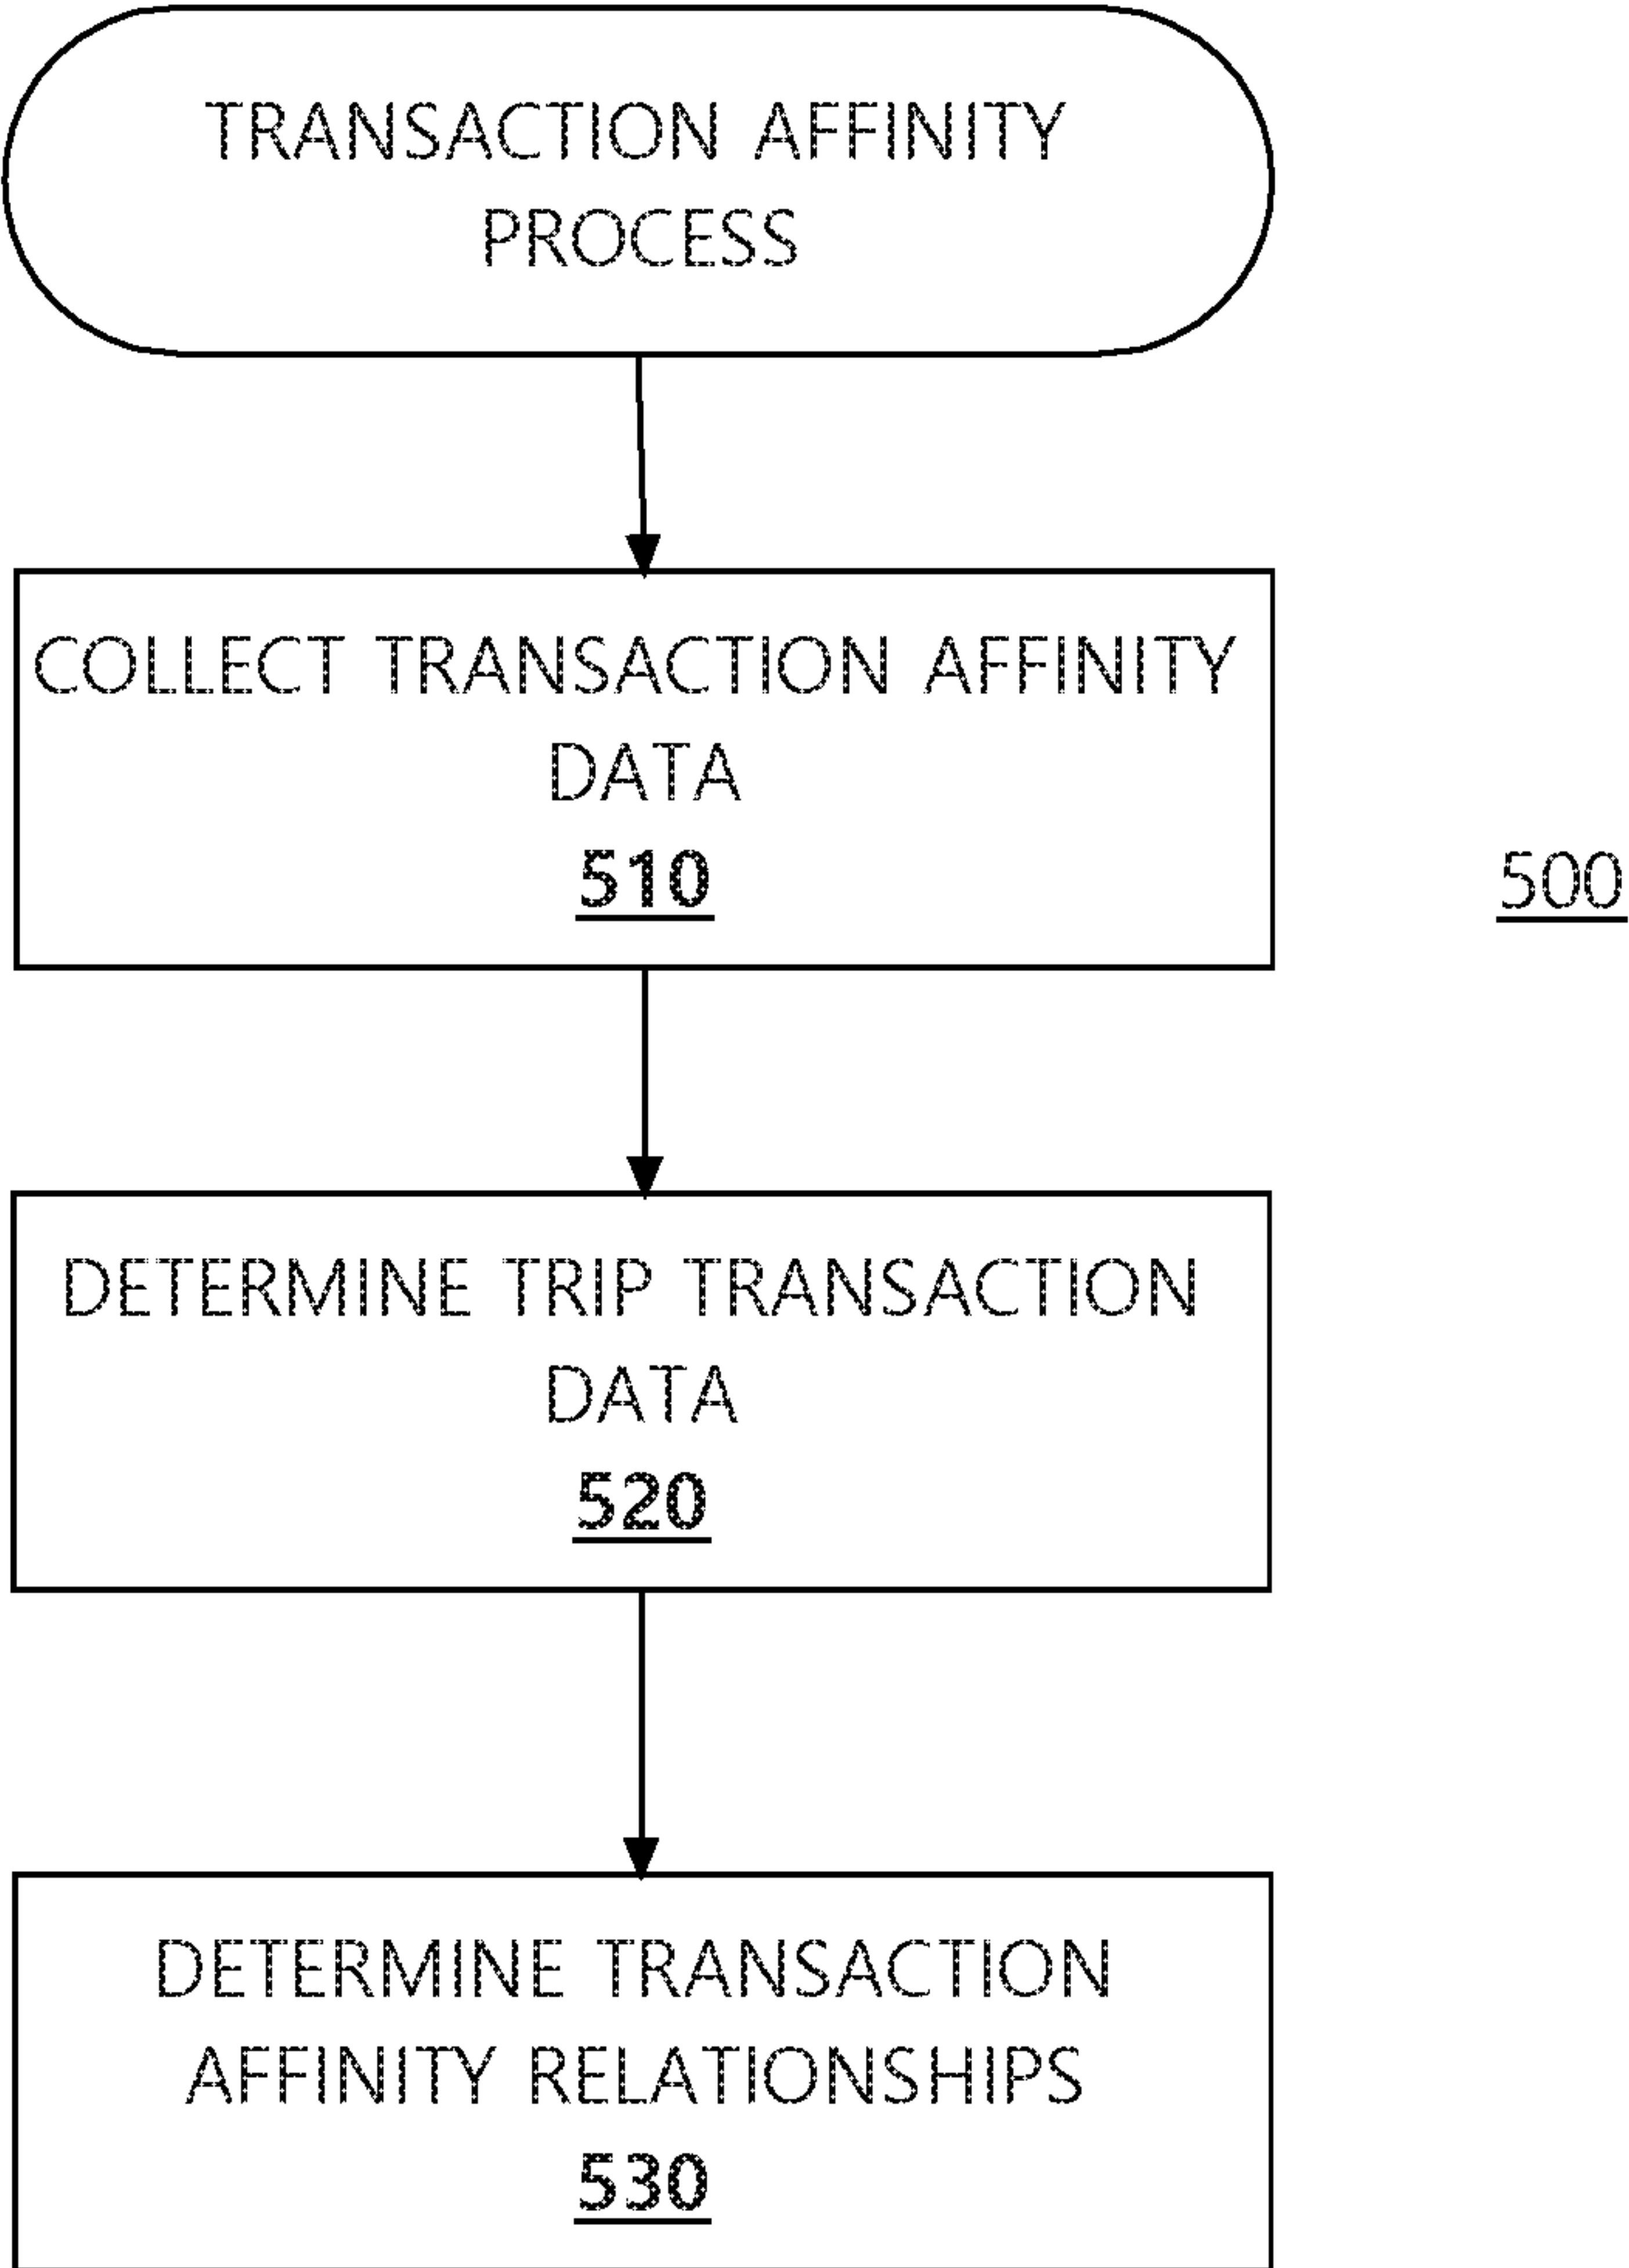 TRANSACTION AFFINITY
PROCESS
COLLECT TRANSACTION AFFINITY
DATA
510
500
DETERMINE TRIP TRANSACTION
DATA
520
DETERMINE TRANSACTION
AFFINITY RELATIONSHIPS
530